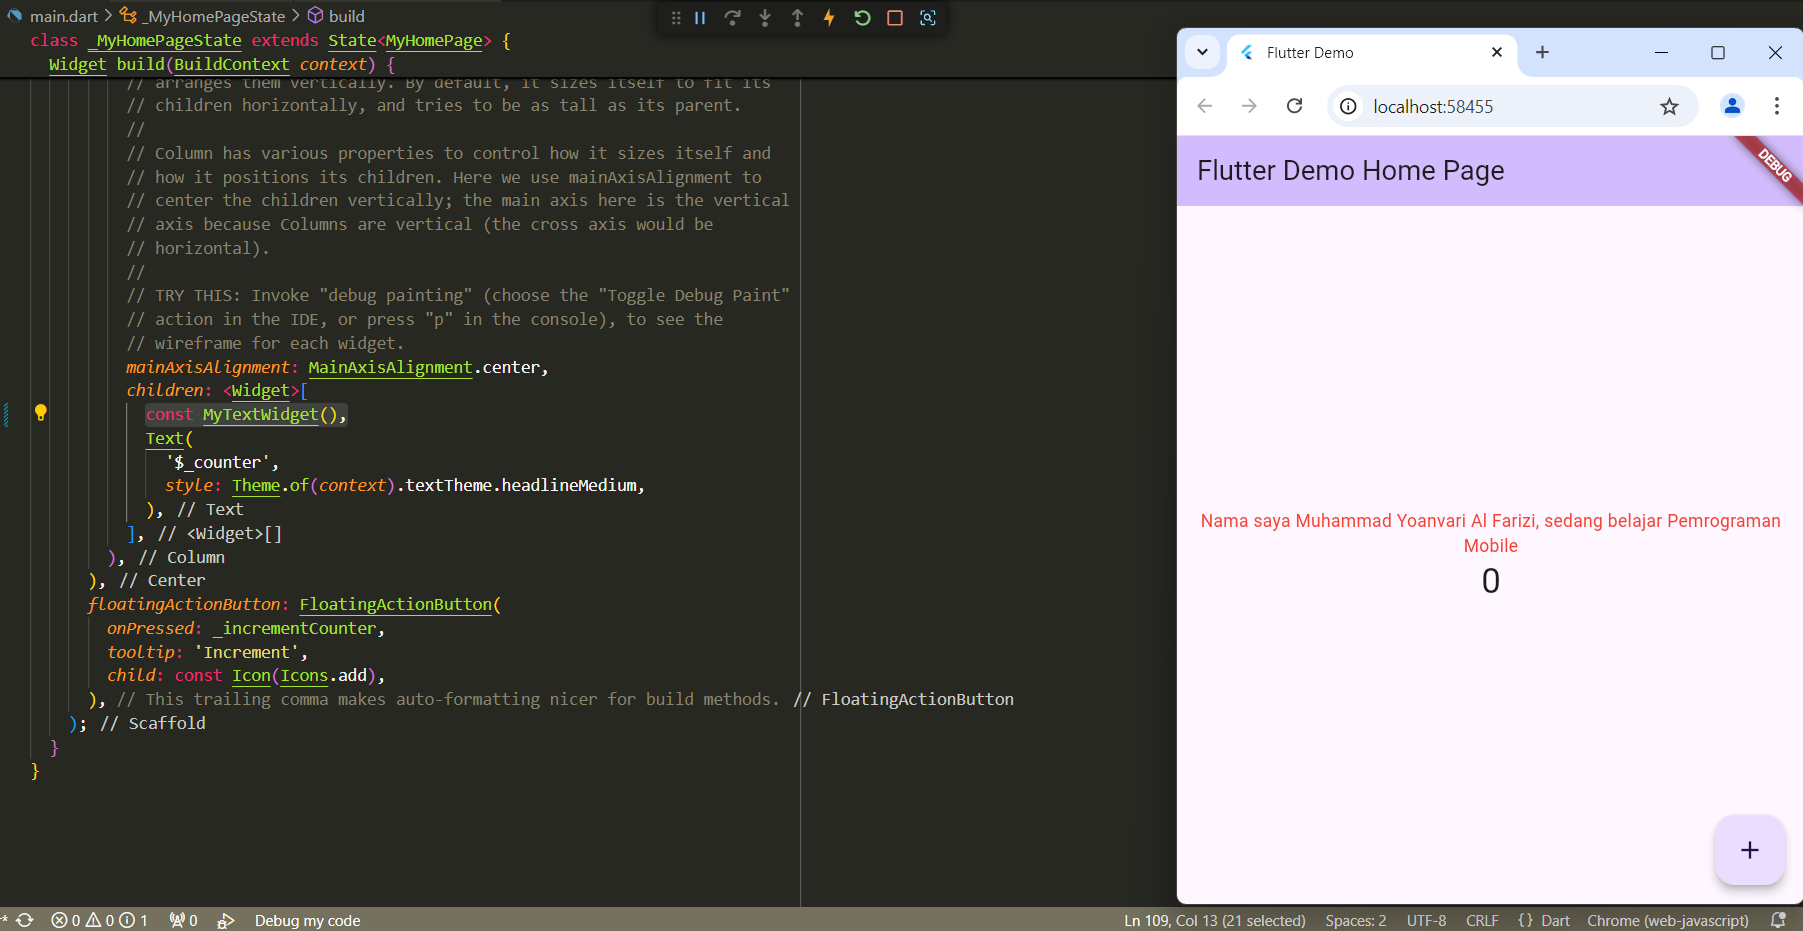 main.dart > _MyHomePageState > build
class _MyHomePageState extends State<MyHomePage> {
Widget build(BuildContext context) {
// arranges them vertically. By default, it sizes itself to fit its
// children horizontally, and tries to be as tall as its parent.
//
// Column has various properties to control how it sizes itself and
// how it positions its children. Here we use mainAxisAlignment to
// center the children vertically; the main axis here is the vertical
// axis because Columns are vertical (the cross axis would be
// horizontal).
//
// TRY THIS: Invoke "debug painting" (choose the "Toggle Debug Paint"
// action in the IDE, or press "p" in the console), to see the
// wireframe for each widget.
mainAxisAlignment: MainAxisAlignment.center,
children: <Widget>[
const MyTextWidget(),
Text(
'$_counter',
style: Theme.of(context).textTheme.headlineMedium,
), // Text
], // <Widget>[]
), // Column
), // Center
floatingActionButton: FloatingActionButton(
onPressed: _incrementCounter,
tooltip: 'Increment',
child: const Icon(Icons.add),
), // This trailing comma makes auto-formatting nicer for build methods. // FloatingActionButton
); // Scaffold
}
}
Flutter Demo
localhost:58455
Flutter Demo Home Page
DEBUG
Nama saya Muhammad Yoanvari Al Farizi, sedang belajar Pemrograman
Mobile
0
+
* 0 0 1 0 Debug my code Ln 109, Col 13 (21 selected) Spaces: 2 UTF-8 CRLF {} Dart Chrome (web-javascript)